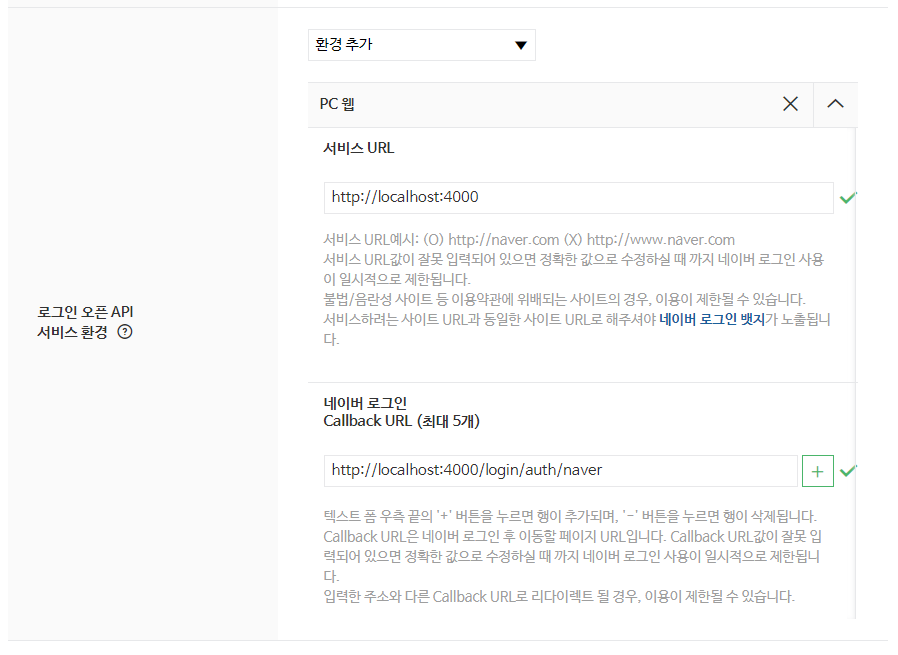 환경 추가
PC 웹
서비스 URL
http://localhost:4000
서비스 URL예시: (O) http://naver.com (X) http://www.naver.com
서비스 URL값이 잘못 입력되어 있으면 정확한 값으로 수정하실 때 까지 네이버 로그인 사용
이 일시적으로 제한됩니다.
불법/음란성 사이트 등 이용약관에 위배되는 사이트의 경우, 이용이 제한될 수 있습니다.
서비스하려는 사이트 URL과 동일한 사이트 URL로 해주셔야 네이버 로그인 뱃지가 노출됩니
다.
로그인 오픈 API
서비스 환경 ?
네이버 로그인
Callback URL (최대 5개)
http://localhost:4000/login/auth/naver
+
텍스트 폼 우측 끝의 '+' 버튼을 누르면 행이 추가되며, '-' 버튼을 누르면 행이 삭제됩니다.
Callback URL은 네이버 로그인 후 이동할 페이지 URL입니다. Callback URL값이 잘못 입
력되어 있으면 정확한 값으로 수정하실 때 까지 네이버 로그인 사용이 일시적으로 제한됩니
다.
입력한 주소와 다른 Callback URL로 리다이렉트 될 경우, 이용이 제한될 수 있습니다.